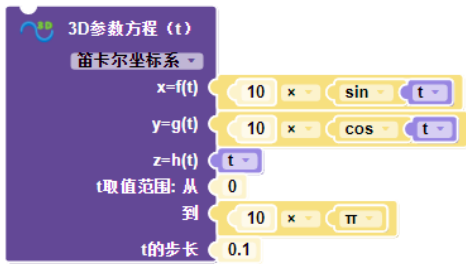 3D 3D参数方程（t）
笛卡尔坐标系
x=f(t) 10 × sin t
y=g(t) 10 × cos t
z=h(t) t
t取值范围: 从 0
到 10 × π
t的步长 0.1